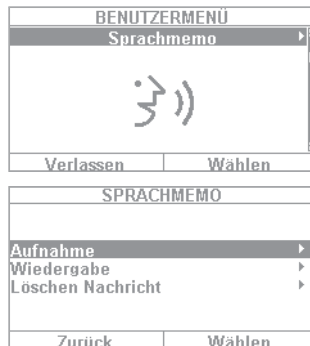 BENUTZERMENÜ
Sprachmemo
Verlassen Wählen
SPRACHMEMO
Aufnahme
Wiedergabe
Löschen Nachricht
Zurück Wählen